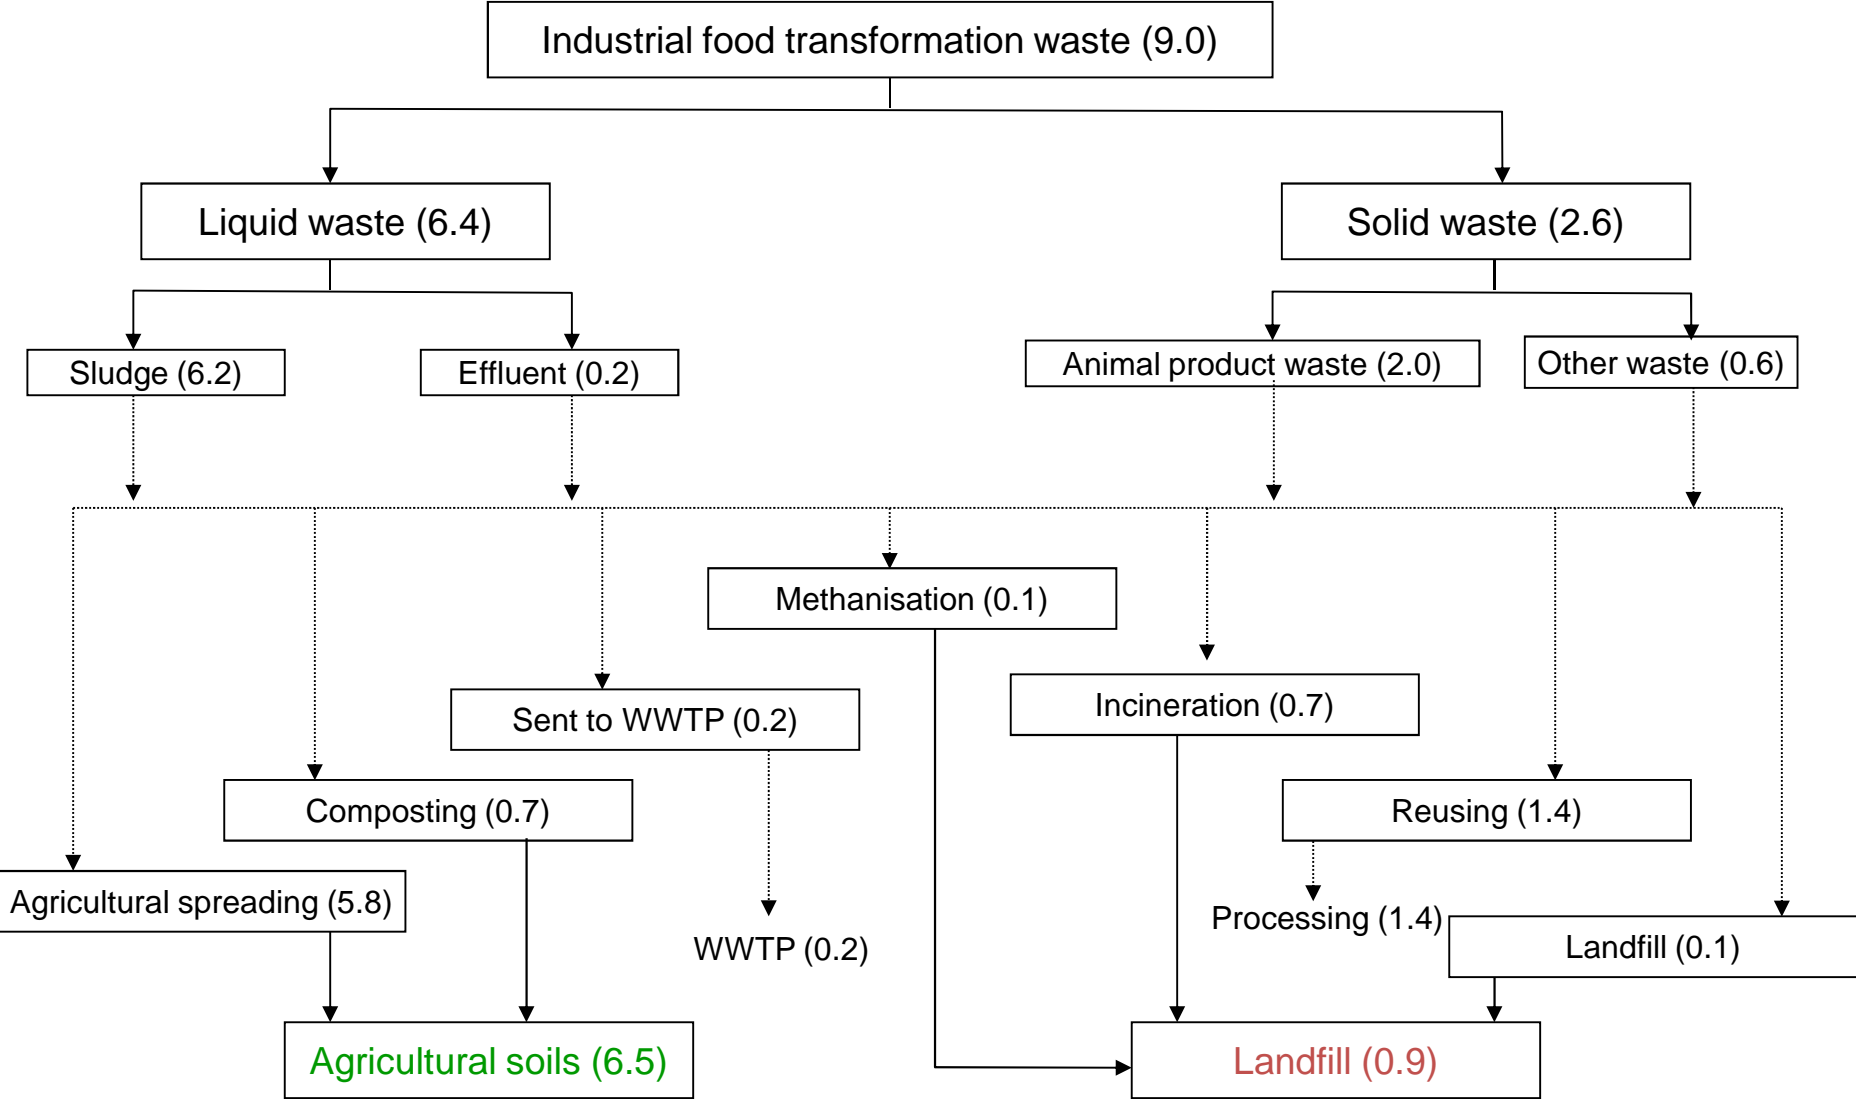 Industrial food transformation waste (9.0)
Liquid waste (6.4)
Solid waste (2.6)
Sludge (6.2)
Effluent (0.2)
Animal product waste (2.0)
Other waste (0.6)
Methanisation (0.1)
Sent to WWTP (0.2)
Incineration (0.7)
Composting (0.7)
Reusing (1.4)
Agricultural spreading (5.8)
WWTP (0.2)
Processing (1.4)
Landfill (0.1)
Agricultural soils (6.5)
Landfill (0.9)